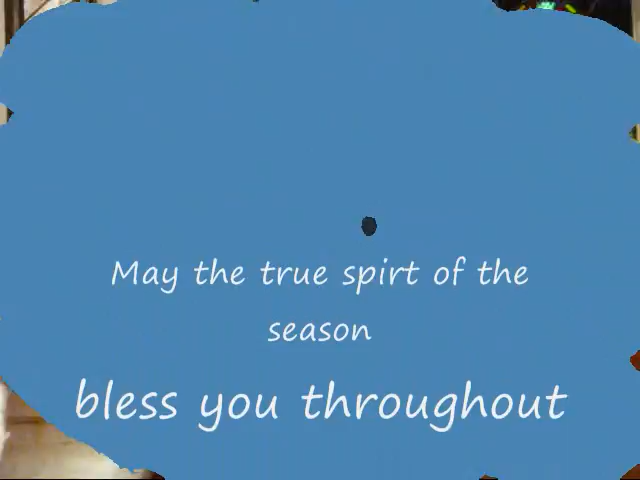 May the true spirt of the
season
bless you throughout